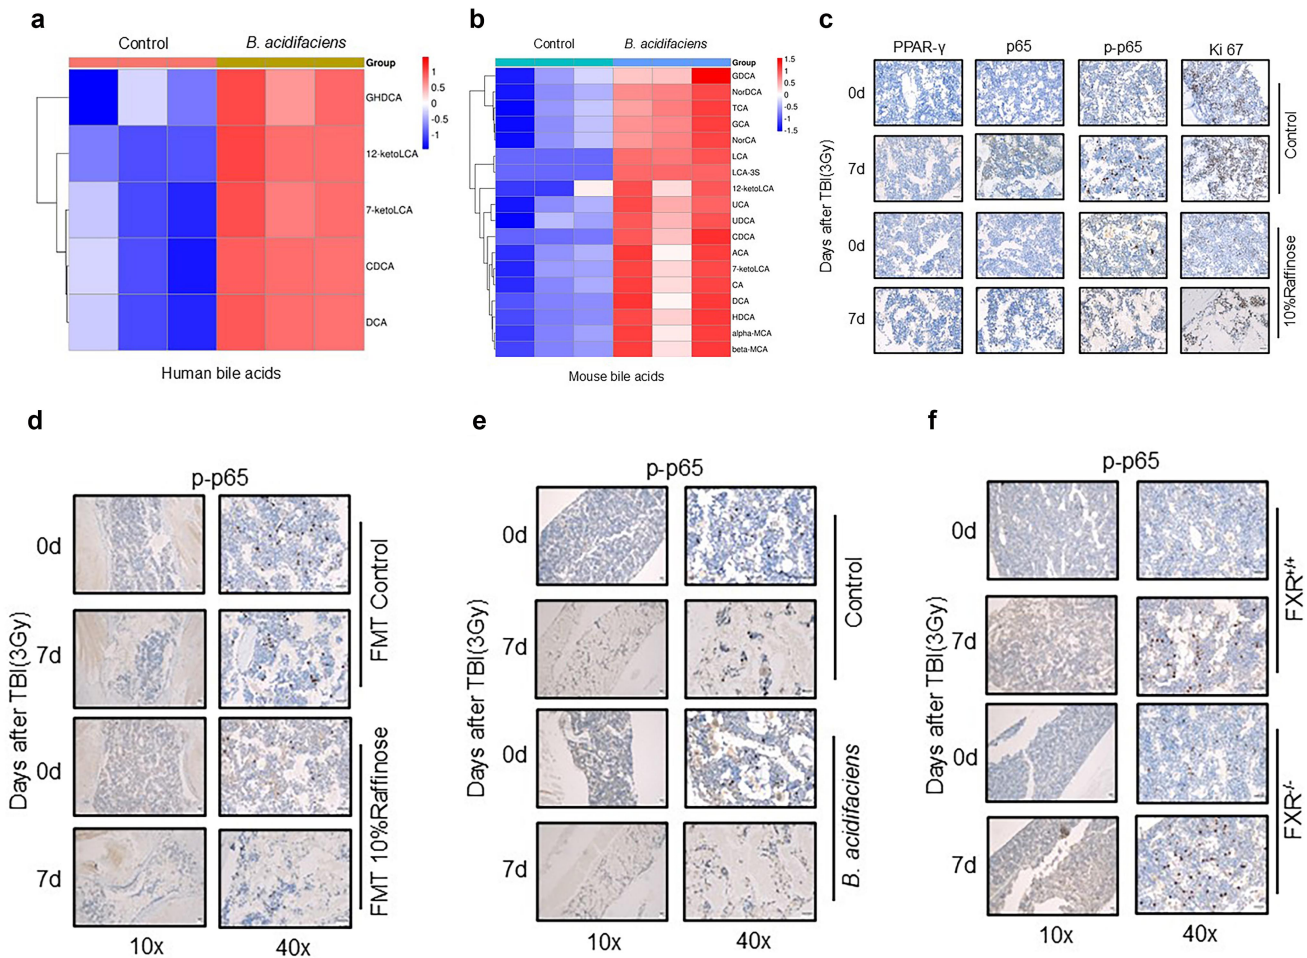 a
Control
B. acidifaciens
Group
GHDCA
12-ketoLCA
7-ketoLCA
CDCA
DCA
1
0.5
-0.5
-1
Human bile acids
b
Control
B. acidifaciens
Group
GDCA
NorDCA
TCA
GCA
NorCA
LCA
LCA-3S
12-ketoLCA
UCA
UDCA
CDCA
ACA
7-ketoLCA
CA
DCA
HDCA
alpha-MCA
beta-MCA
1.5
1
0.5
0
-0.5
-1
-1.5
Mouse bile acids
c
PPAR-γ
p65
p-p65
Ki 67
Days after TBI(3Gy)
0d
7d
0d
7d
Control
10%Raffinose
d
p-p65
Days after TBI(3Gy)
0d
7d
0d
7d
FMT Control
FMT 10%Raffinose
10x
40x
e
p-p65
Days after TBI(3Gy)
0d
7d
0d
7d
Control
B. acidifaciens
10x
40x
f
p-p65
Days after TBI(3Gy)
0d
7d
0d
7d
FXR+/+
FXR-/-
10x
40x